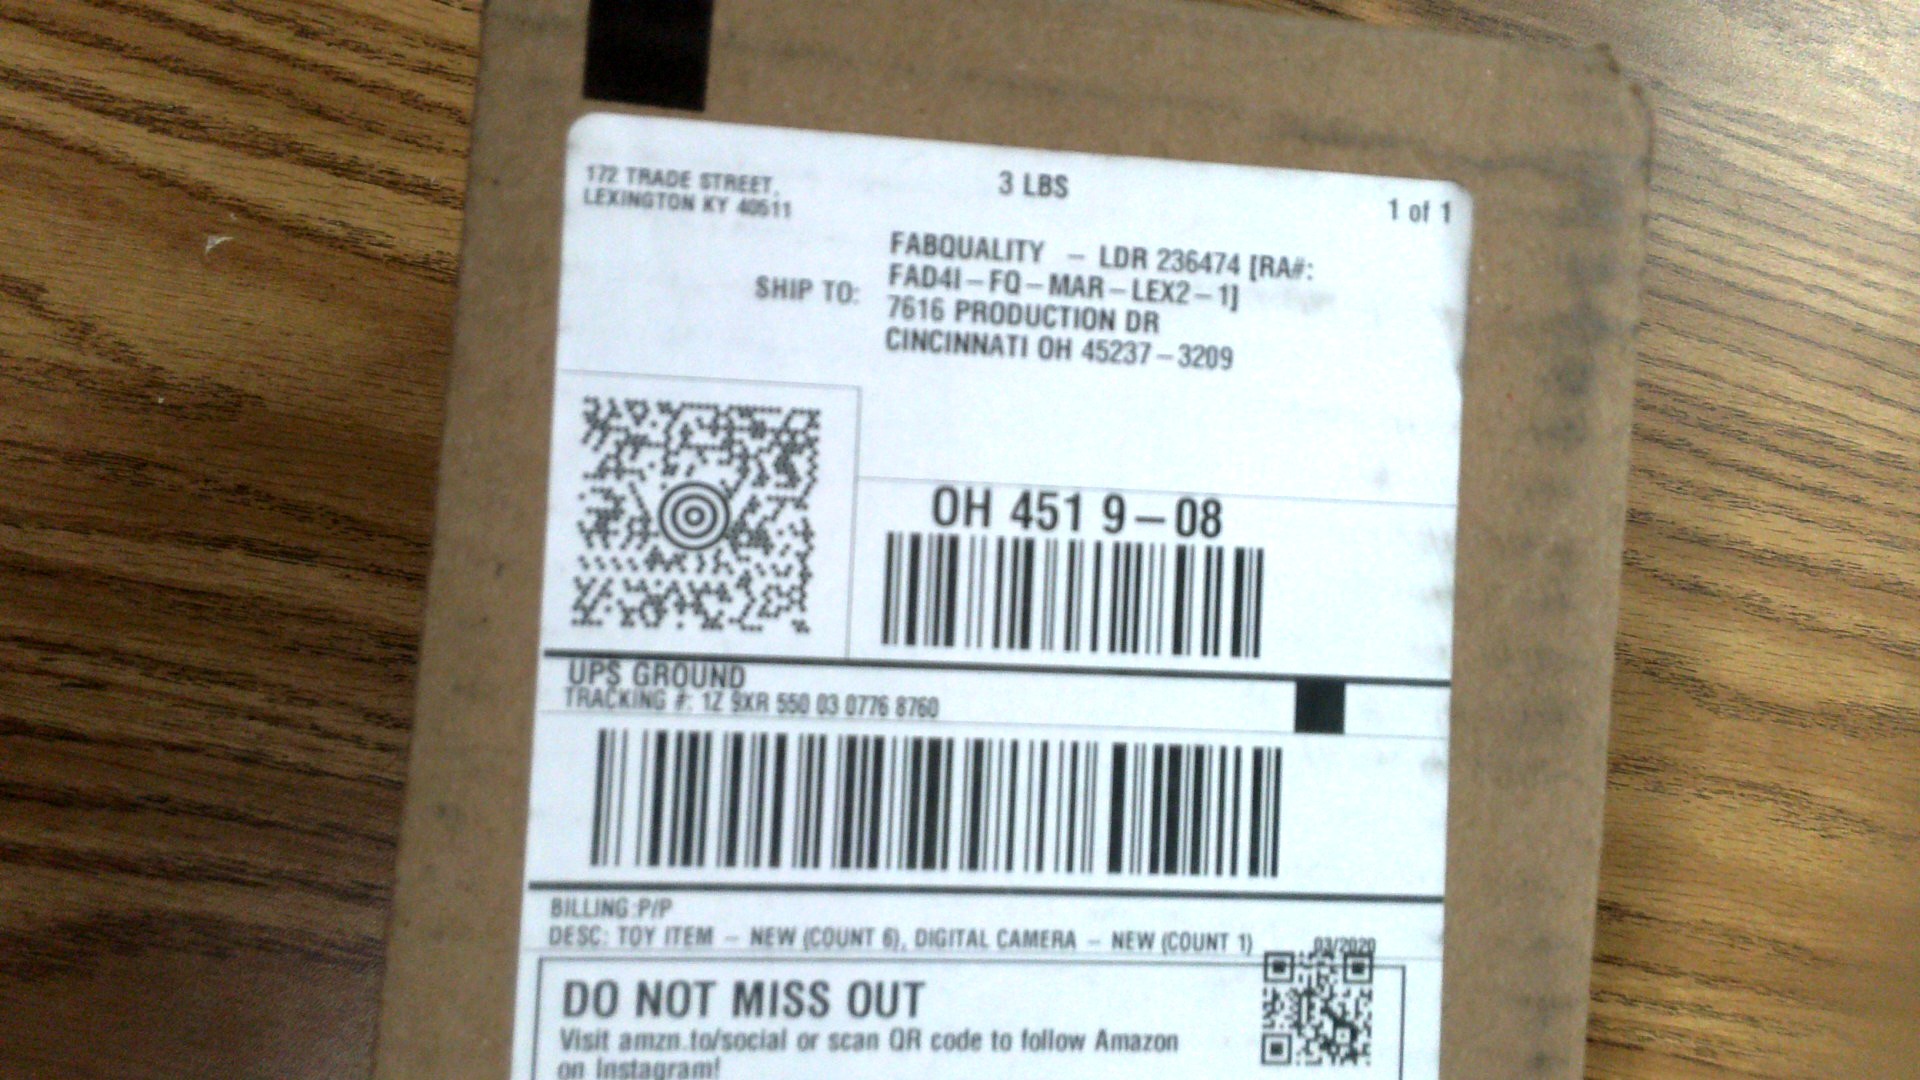 172 TRADE STREET.
LEXINGTON KY 40511
3 LBS
1 of 1
SHIP TO:
FABQUALITY - LDR 236474 [RA#:
FAD4I-FQ-MAR-LEX2-1]
7616 PRODUCTION DR
CINCINNATI OH 45237-3209
OH 451 9-08
UPS GROUND
TRACKING #: 1Z 9XR 550 03 0776 8760
BILLING:P/P
DESC: TOY ITEM - NEW (COUNT 6), DIGITAL CAMERA - NEW (COUNT 1)
03/2020
DO NOT MISS OUT
Visit amzn.to/social or scan QR code to follow Amazon
on Instagram!